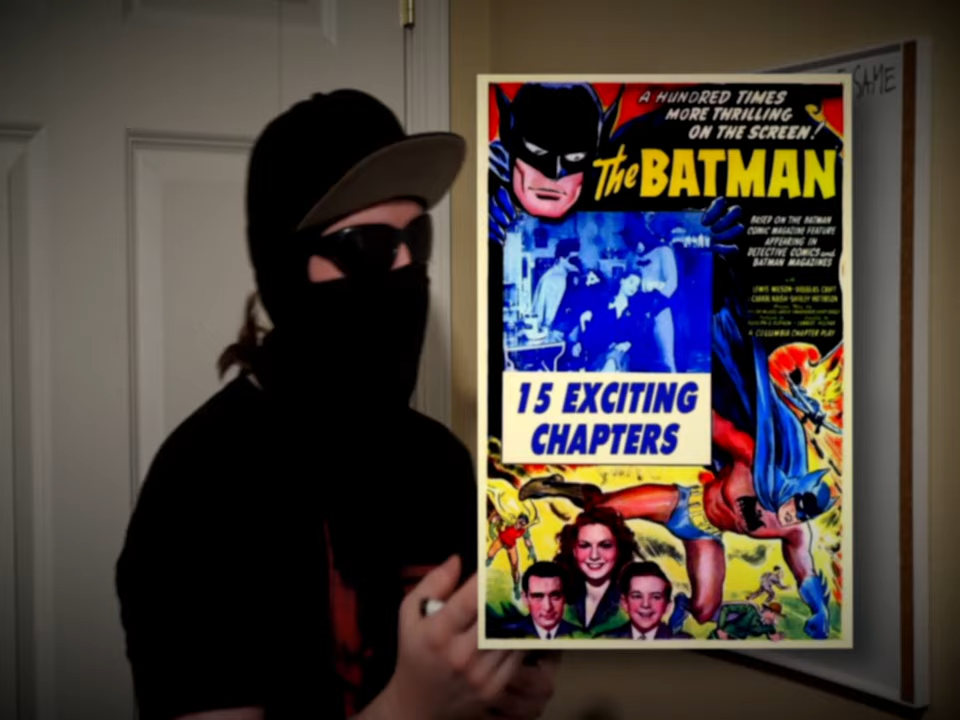 SAME
A HUNDRED TIMES
MORE THRILLING
ON THE SCREEN!
The BATMAN
BASED ON THE BATMAN
COMIC MAGAZINE FEATURE
APPEARING IN
DETECTIVE COMICS and
BATMAN MAGAZINES
LEWIS WILSON · DOUGLAS CROFT
A COLUMBIA CHAPTER PLAY
15 EXCITING
CHAPTERS